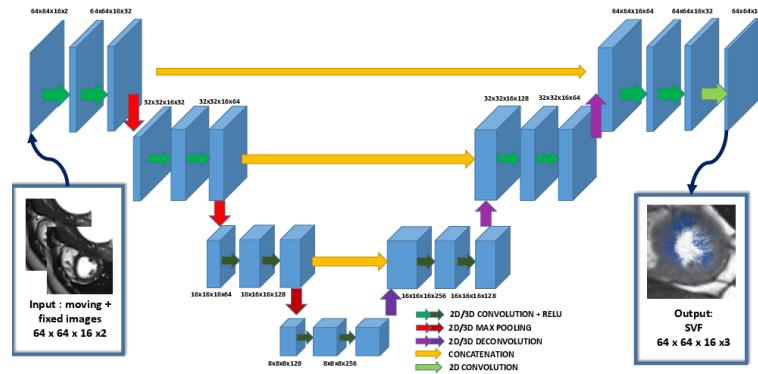 64x64x16x2
64x64x16x32
64x64x16x64
64x64x16x32
64x64x1
32x32x16x32
32x32x16x64
32x32x16x128
32x32x16x64
16x16x16x64
16x16x16x128
16x16x16x256
16x16x16x128
8x8x8x128
8x8x8x256
Input : moving +
fixed images
64 x 64 x 16 x2
2D/3D CONVOLUTION + RELU
2D/3D MAX POOLING
2D/3D DECONVOLUTION
CONCATENATION
2D CONVOLUTION
Output:
SVF
64 x 64 x 16 x3